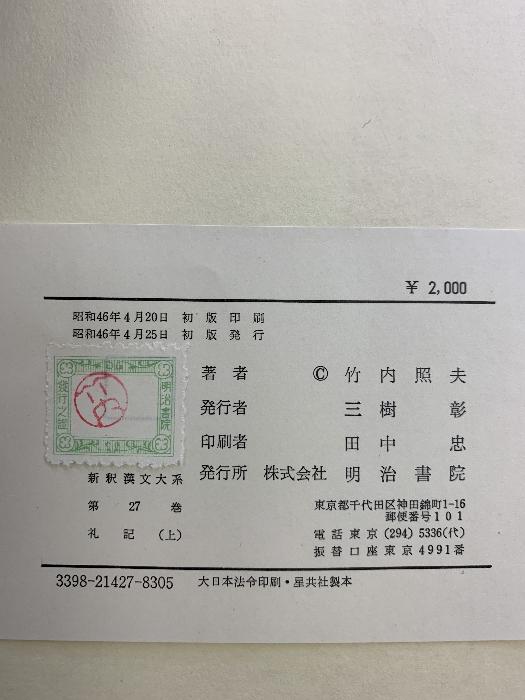 ¥ 2,000
昭和46年4月20日 初版印刷
昭和46年4月25日 初版発行
明治書院
発行之證
著者 © 竹内照夫
発行者 三樹彰
印刷者 田中忠
発行所 株式会社 明治書院
新釈漢文大系
第27巻
礼記(上)
東京都千代田区神田錦町1-16
郵便番号101
電話東京(294)5336(代)
振替口座東京4991番
3398-21427-8305 大日本法令印刷・星共社製本